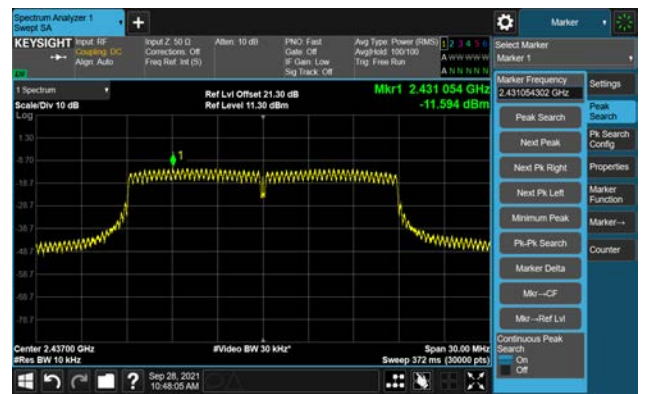 Spectrum Analyzer 1
Swept SA
+
Marker
KEYSIGHT
Input: RF
Coupling: DC
Align: Auto
Input Z: 50 Ω
Corrections: Off
Freq Ref: Int (S)
Atten: 10 dB
PNO: Fast
Gate: Off
IF Gain: Low
Sig Track: Off
Avg Type: Power (RMS)
Avg|Hold: 100/100
Trig: Free Run
1 2 3 4 5 6
A W W W W W
A N N N N N
Select Marker
Marker 1
1 Spectrum
Scale/Div 10 dB
Log
Ref Lvl Offset 21.30 dB
Ref Level 11.30 dBm
Mkr1 2.431 054 GHz
-11.594 dBm
1.30
-8.70
-18.7
-28.7
-38.7
-48.7
-58.7
-68.7
-78.7
1
Center 2.43700 GHz
#Res BW 10 kHz
#Video BW 30 kHz*
Span 30.00 MHz
Sweep 372 ms (30000 pts)
Marker Frequency
2.431054302 GHz
Peak Search
Next Peak
Next Pk Right
Next Pk Left
Minimum Peak
Pk-Pk Search
Marker Delta
Mkr→CF
Mkr→Ref Lvl
Continuous Peak
Search
On
Off
Settings
Peak
Search
Pk Search
Config
Properties
Marker
Function
Marker→
Counter
?
Sep 28, 2021
10:48:05 AM